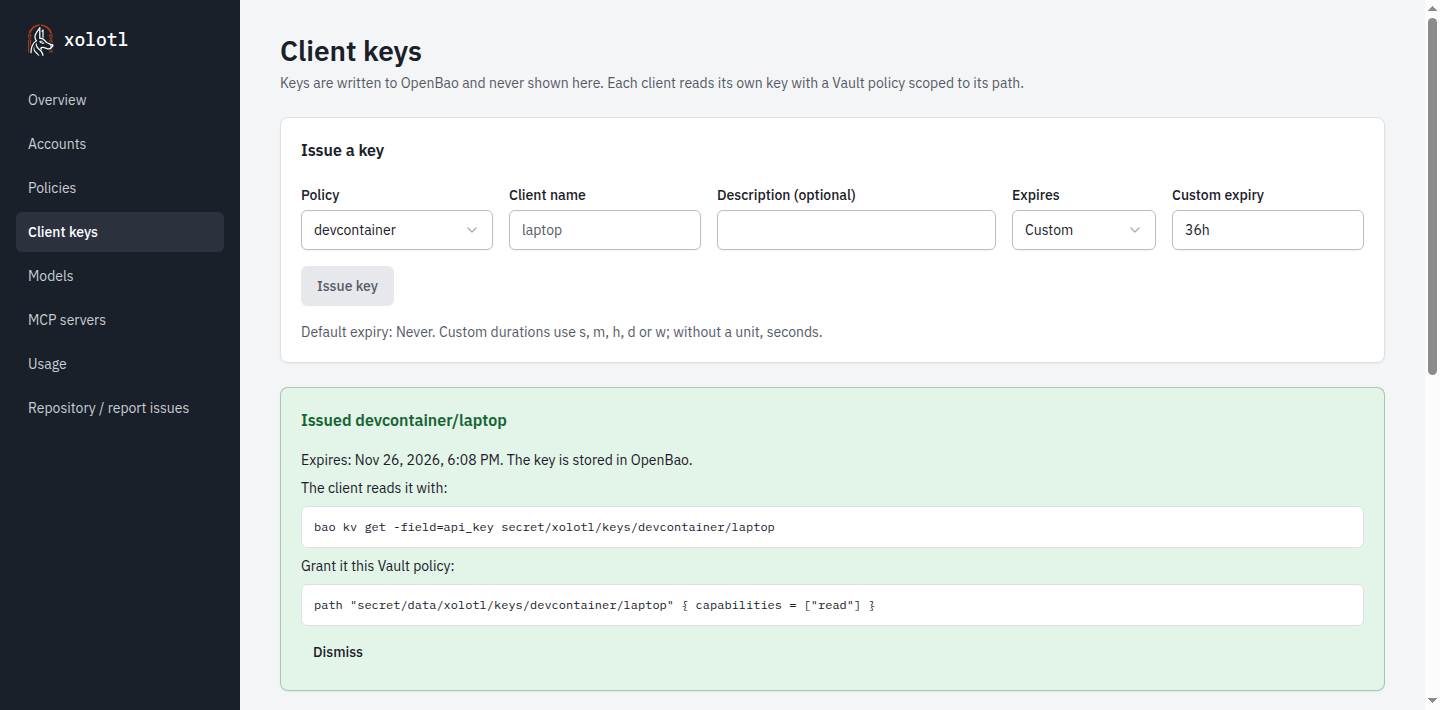 xolotl
Overview
Accounts
Policies
Client keys
Models
MCP servers
Usage
Repository / report issues
Client keys
Keys are written to OpenBao and never shown here. Each client reads its own key with a Vault policy scoped to its path.
Issue a key
Policy
Client name
Description (optional)
Expires
Custom expiry
devcontainer
laptop
Custom
36h
Issue key
Default expiry: Never. Custom durations use s, m, h, d or w; without a unit, seconds.
Issued devcontainer/laptop
Expires: Nov 26, 2026, 6:08 PM. The key is stored in OpenBao.
The client reads it with:
bao kv get -field=api_key secret/xolotl/keys/devcontainer/laptop
Grant it this Vault policy:
path "secret/data/xolotl/keys/devcontainer/laptop" { capabilities = ["read"] }
Dismiss